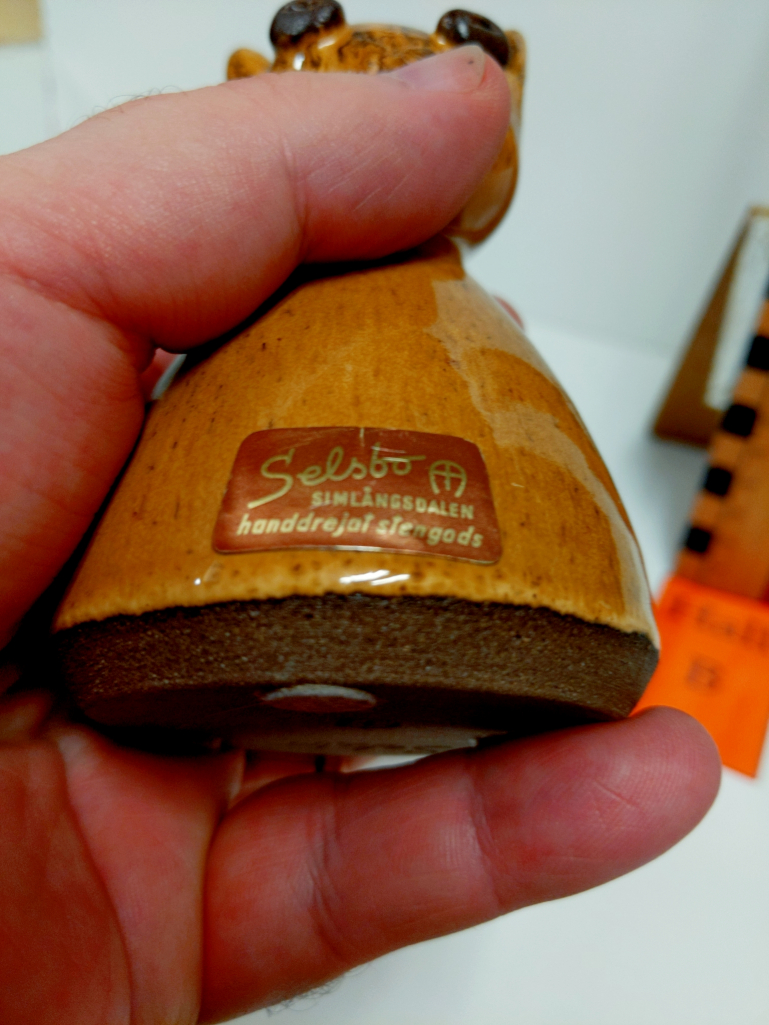 Selsbo
SIMLÅNGSDALEN
handdrejat stengods